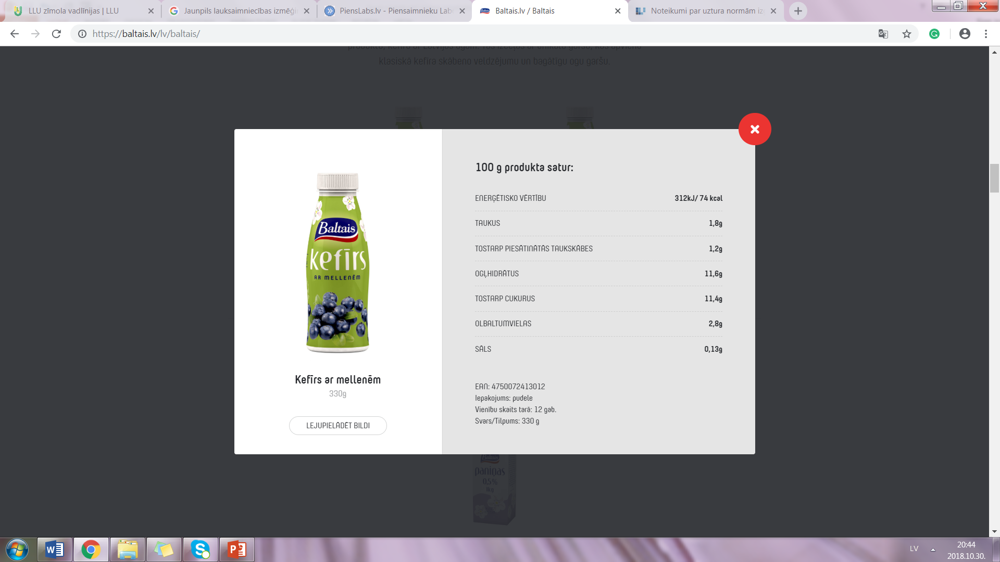 LLU zīmola vadlīnijas | LLU
Jaunpils lauksaimniecības izmēģi
PiensLabs.lv - Piensaimnieku Labo
Baltais.lv / Baltais
Noteikumi par uztura normām izg
https://baltais.lv/lv/baltais/
klasiskā kefīra skābeno veldzējumu un bagātīgu ogu garšu.
100 g produkta satur:
ENERĢĒTISKO VĒRTĪBU 312kJ/ 74 kcal
TAUKUS 1,8g
TOSTARP PIESĀTINĀTĀS TAUKSKĀBES 1,2g
OGĻHIDRĀTUS 11,6g
TOSTARP CUKURUS 11,4g
OLBALTUMVIELAS 2,8g
SĀLS 0,13g
Baltais
kefīrs
AR MELLENĒM
Kefīrs ar mellenēm
330g
LEJUPIELĀDĒT BILDI
EAN: 4750072413012
Iepakojums: pudele
Vienību skaits tarā: 12 gab.
Svars/Tilpums: 330 g
Baltais
paniņas
0,5%
1kg
LV
20:44
2018.10.30.